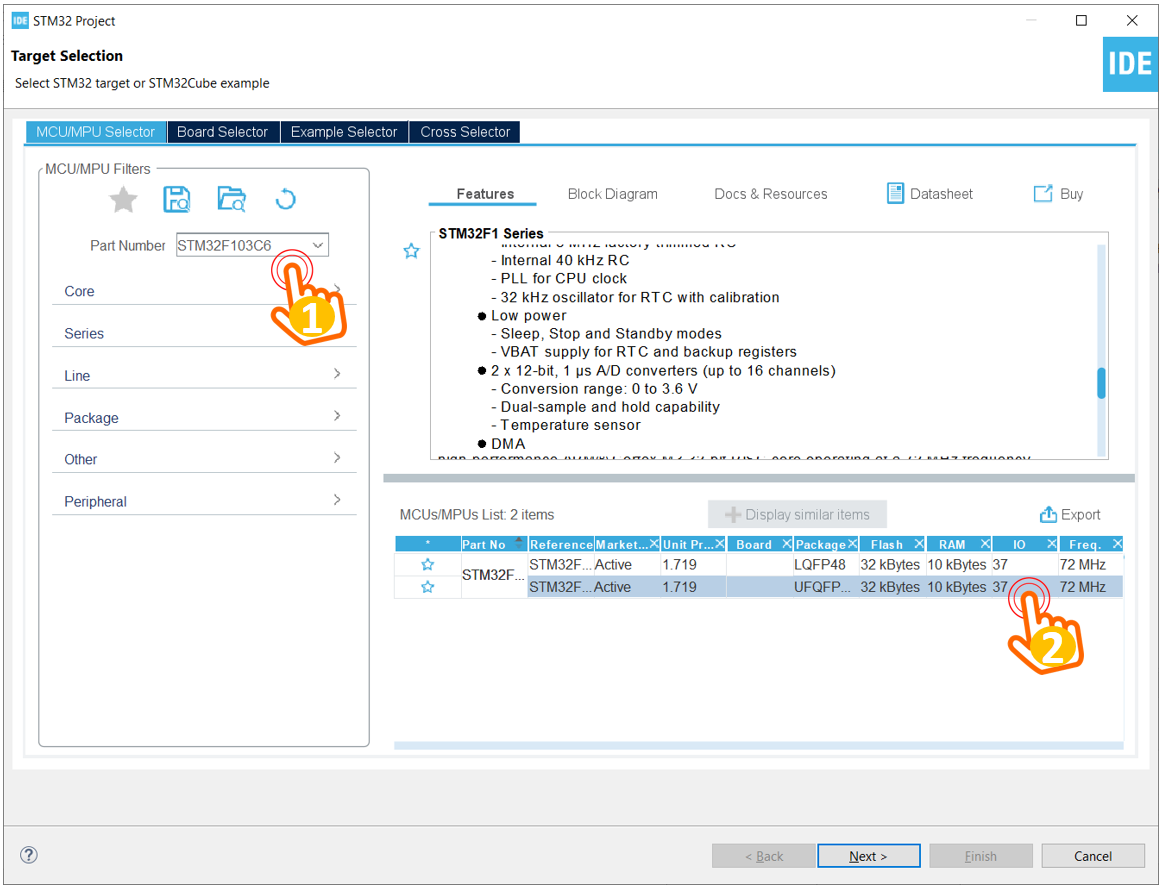 IDE STM32 Project
Target Selection
Select STM32 target or STM32Cube example
IDE
MCU/MPU Selector Board Selector Example Selector Cross Selector
MCU/MPU Filters
Part Number STM32F103C6
Core
Series
Line
Package
Other
Peripheral
1
Features Block Diagram Docs & Resources Datasheet Buy
STM32F1 Series
- Internal 8 MHz factory-trimmed RC
- Internal 40 kHz RC
- PLL for CPU clock
- 32 kHz oscillator for RTC with calibration
● Low power
- Sleep, Stop and Standby modes
- VBAT supply for RTC and backup registers
● 2 x 12-bit, 1 μs A/D converters (up to 16 channels)
- Conversion range: 0 to 3.6 V
- Dual-sample and hold capability
- Temperature sensor
● DMA
MCUs/MPUs List: 2 items Display similar items Export
* Part No Reference Market... Unit Pr... Board Package Flash RAM IO Freq.
STM32F... STM32F... Active 1.719 LQFP48 32 kBytes 10 kBytes 37 72 MHz
STM32F... Active 1.719 UFQFP... 32 kBytes 10 kBytes 37 72 MHz
2
? < Back Next > Finish Cancel